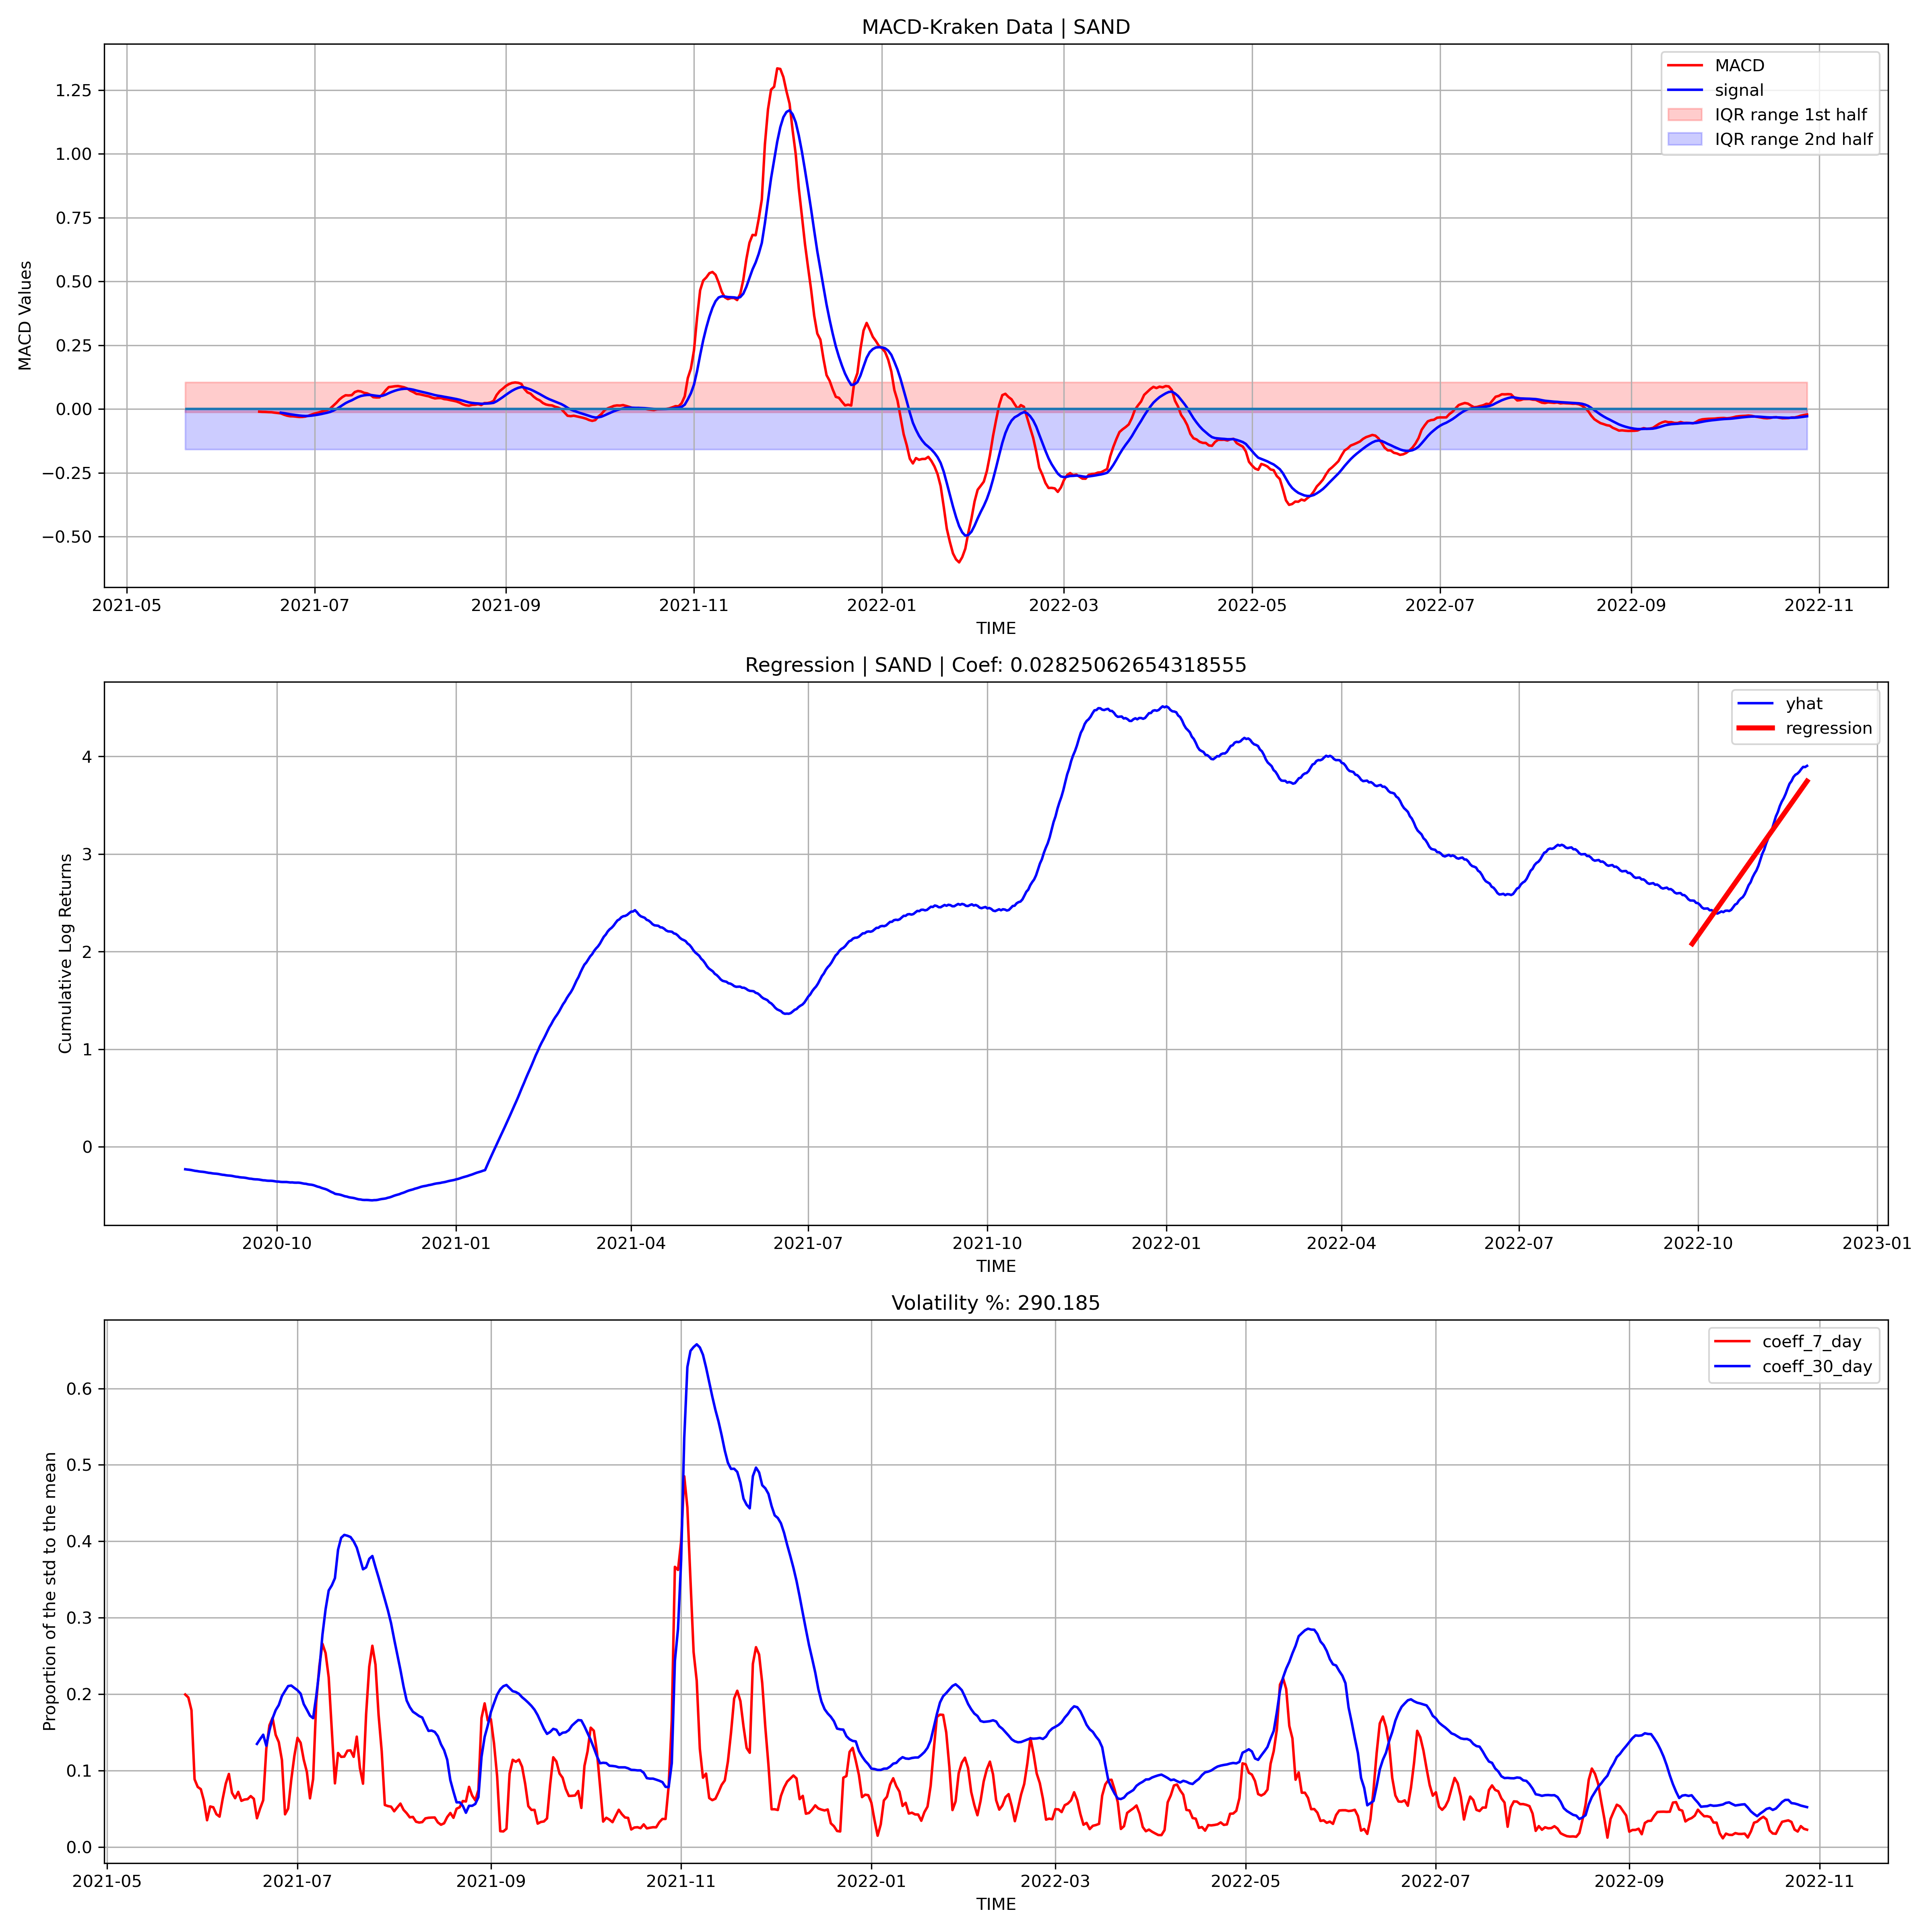 MACD-Kraken Data | SAND
MACD
signal
IQR range 1st half
IQR range 2nd half
MACD Values
1.25
1.00
0.75
0.50
0.25
0.00
−0.25
−0.50
2021-05 2021-07 2021-09 2021-11 2022-01 2022-03 2022-05 2022-07 2022-09 2022-11
TIME
Regression | SAND | Coef: 0.02825062654318555
yhat
regression
Cumulative Log Returns
4
3
2
1
0
2020-10 2021-01 2021-04 2021-07 2021-10 2022-01 2022-04 2022-07 2022-10 2023-01
TIME
Volatility %: 290.185
coeff_7_day
coeff_30_day
Proportion of the std to the mean
0.6
0.5
0.4
0.3
0.2
0.1
0.0
2021-05 2021-07 2021-09 2021-11 2022-01 2022-03 2022-05 2022-07 2022-09 2022-11
TIME